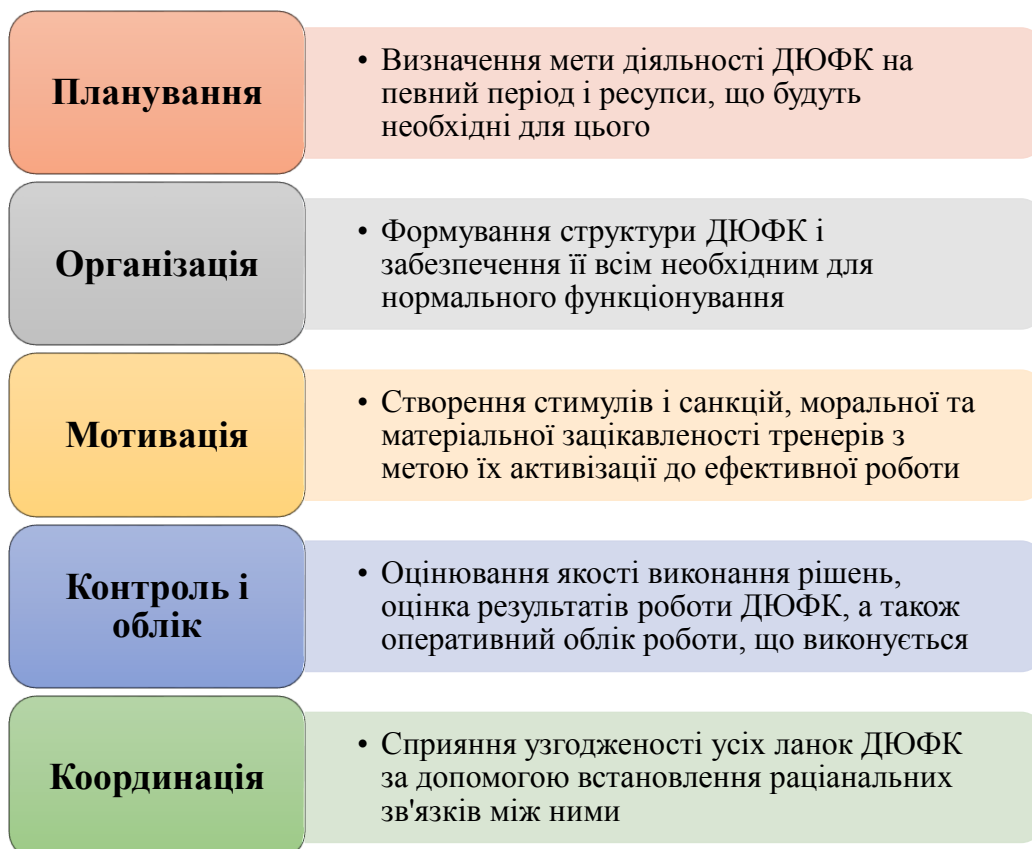 Планування
• Визначення мети діяльності ДЮФК на
певний період і ресупси, що будуть
необхідні для цього
Організація
• Формування структури ДЮФК і
забезпечення її всім необхідним для
нормального функціонування
Мотивація
• Створення стимулів і санкцій, моральної та
матеріальної зацікавленості тренерів з
метою їх активізації до ефективної роботи
Контроль і
облік
• Оцінювання якості виконання рішень,
оцінка результатів роботи ДЮФК, а також
оперативний облік роботи, що виконується
Координація
• Сприяння узгодженості усіх ланок ДЮФК
за допомогою встановлення раціанальних
зв'язків між ними